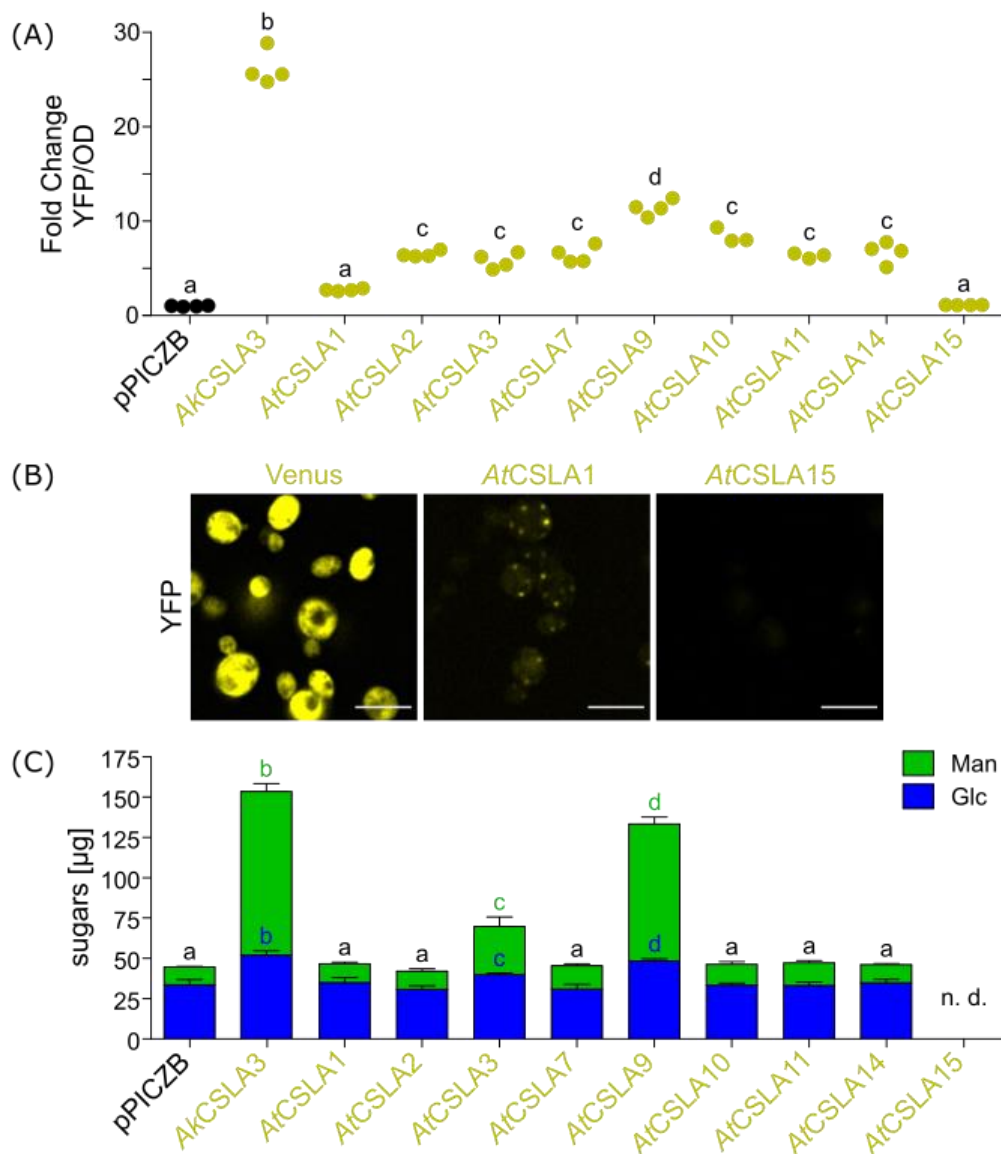 (A)
30
20
10
0
Fold Change
YFP/OD
a
b
a
c
c
c
d
c
c
c
a
pPICZB
AkCSLA3
AtCSLA1
AtCSLA2
AtCSLA3
AtCSLA7
AtCSLA9
AtCSLA10
AtCSLA11
AtCSLA14
AtCSLA15
(B)
Venus
AtCSLA1
AtCSLA15
YFP
(C)
175
150
125
100
75
50
25
0
sugars [µg]
Man
Glc
a
b
b
a
a
c
c
a
d
d
a
a
a
n. d.
pPICZB
AkCSLA3
AtCSLA1
AtCSLA2
AtCSLA3
AtCSLA7
AtCSLA9
AtCSLA10
AtCSLA11
AtCSLA14
AtCSLA15